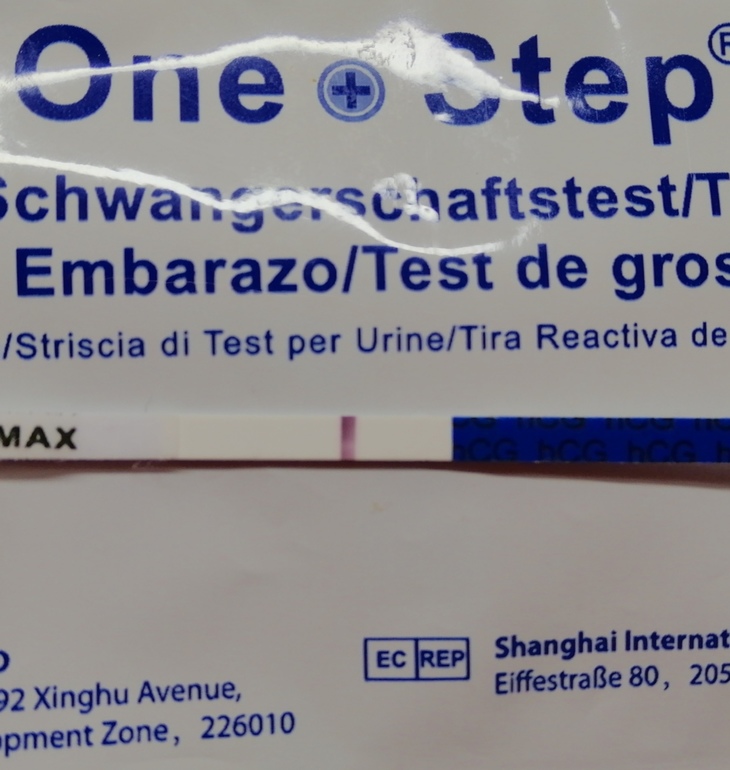 One Step®
Schwangerschaftstest/T
Embarazo/Test de gros
/Striscia di Test per Urine/Tira Reactiva de
MAX
hCG hCG hCG
hCG hCG hCG
EC REP
Shanghai Internat
Eiffestraße 80, 205
92 Xinghu Avenue,
opment Zone, 226010